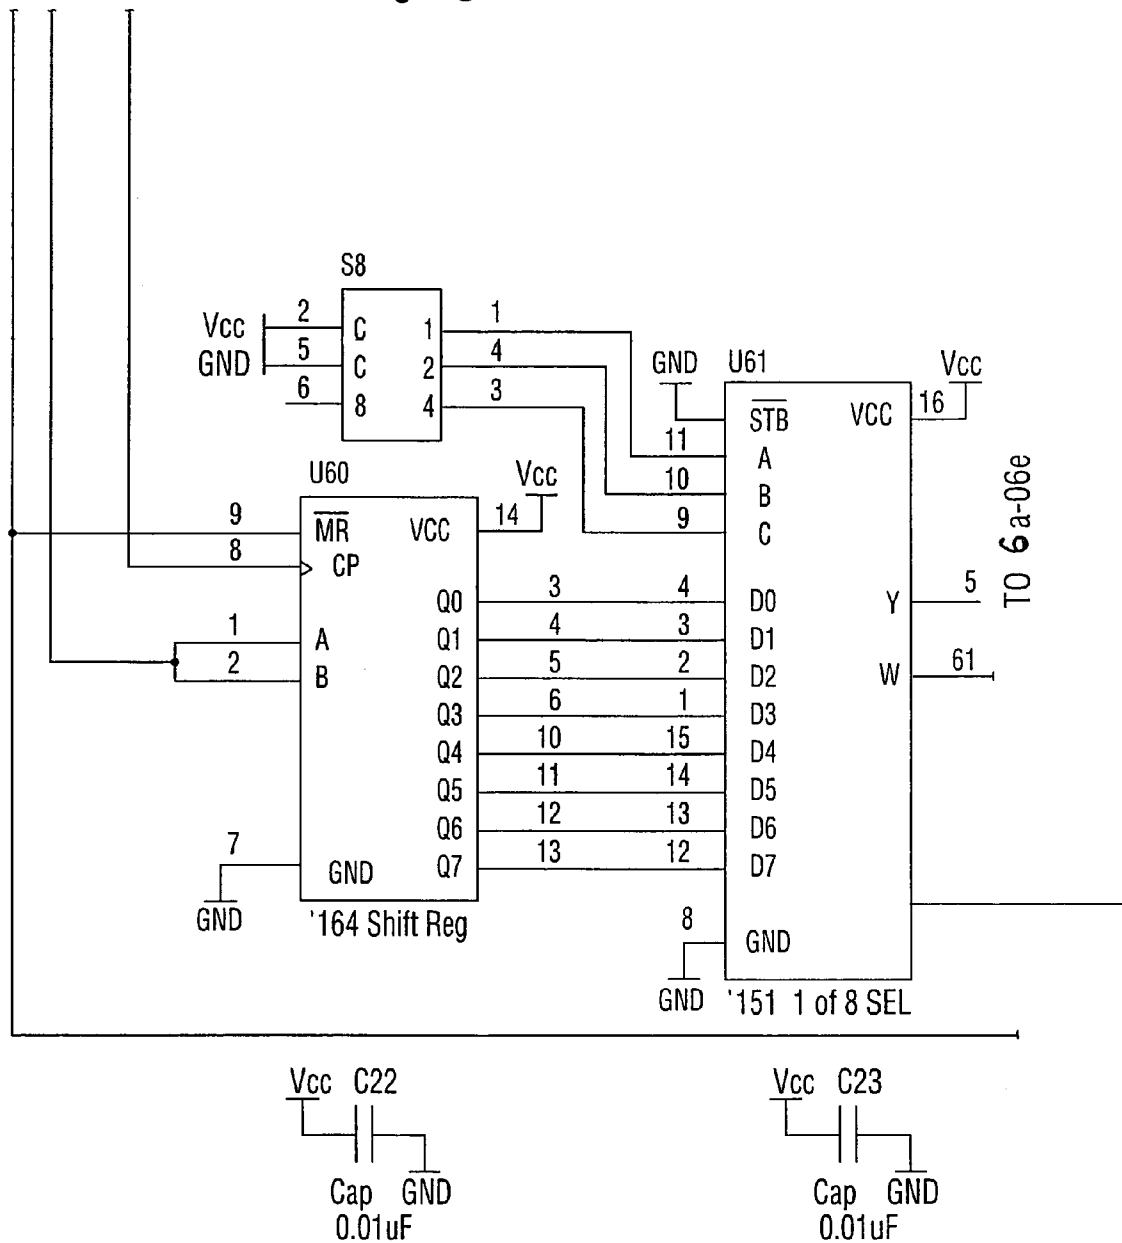 S8
Vcc 2 C 1 1
GND 5 C 2 4
6 8 4 3
GND U61 Vcc
STB VCC 16
11 A
10 B
9 C
U60 Vcc
9 MR VCC 14
8 CP
Q0 3 4 D0 Y 5
1 A Q1 4 3 D1
2 B Q2 5 2 D2 W 61
Q3 6 1 D3
Q4 10 15 D4
Q5 11 14 D5
Q6 12 13 D6
7 GND Q7 13 12 D7
GND
'164 Shift Reg
8 GND
GND
'151 1 of 8 SEL
TO 6a-06e
Vcc C22
Cap GND
0.01uF
Vcc C23
Cap GND
0.01uF